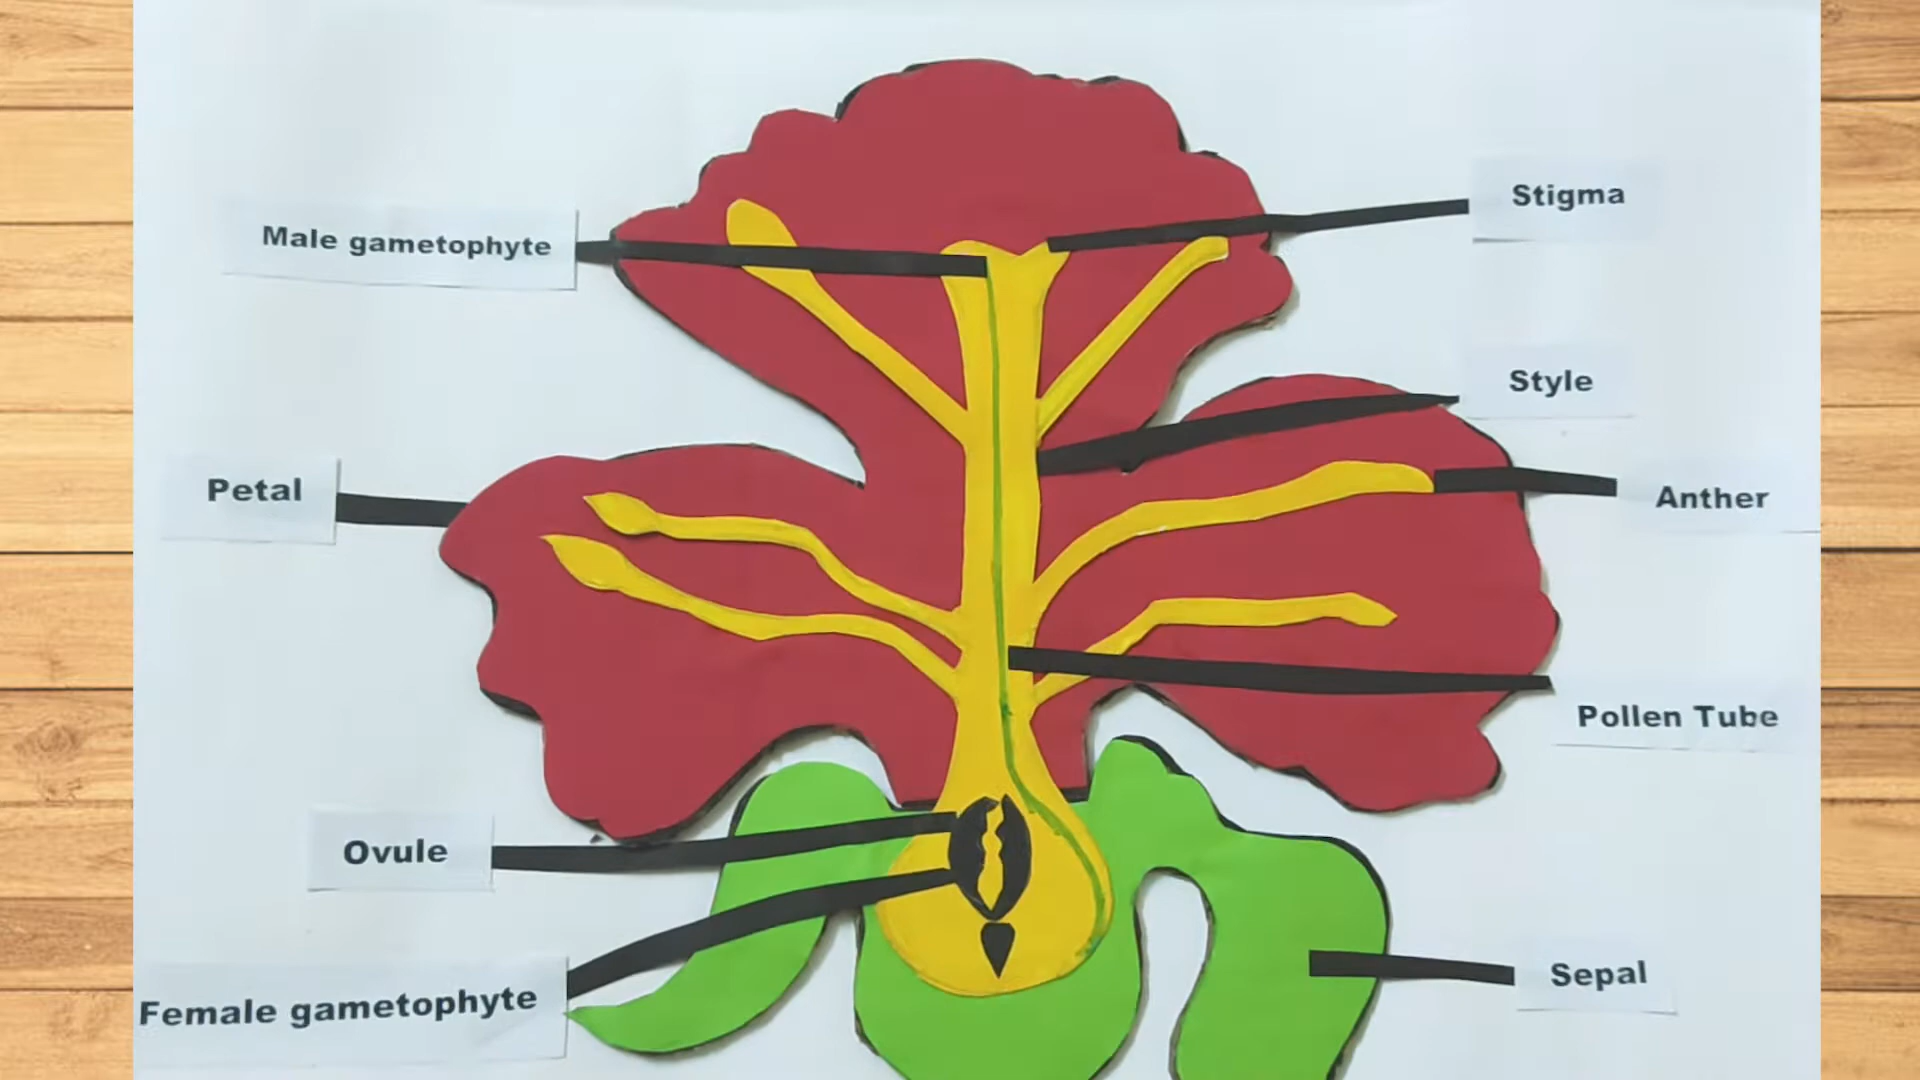 Stigma
Male gametophyte
Style
Petal
Anther
Pollen Tube
Ovule
Sepal
Female gametophyte